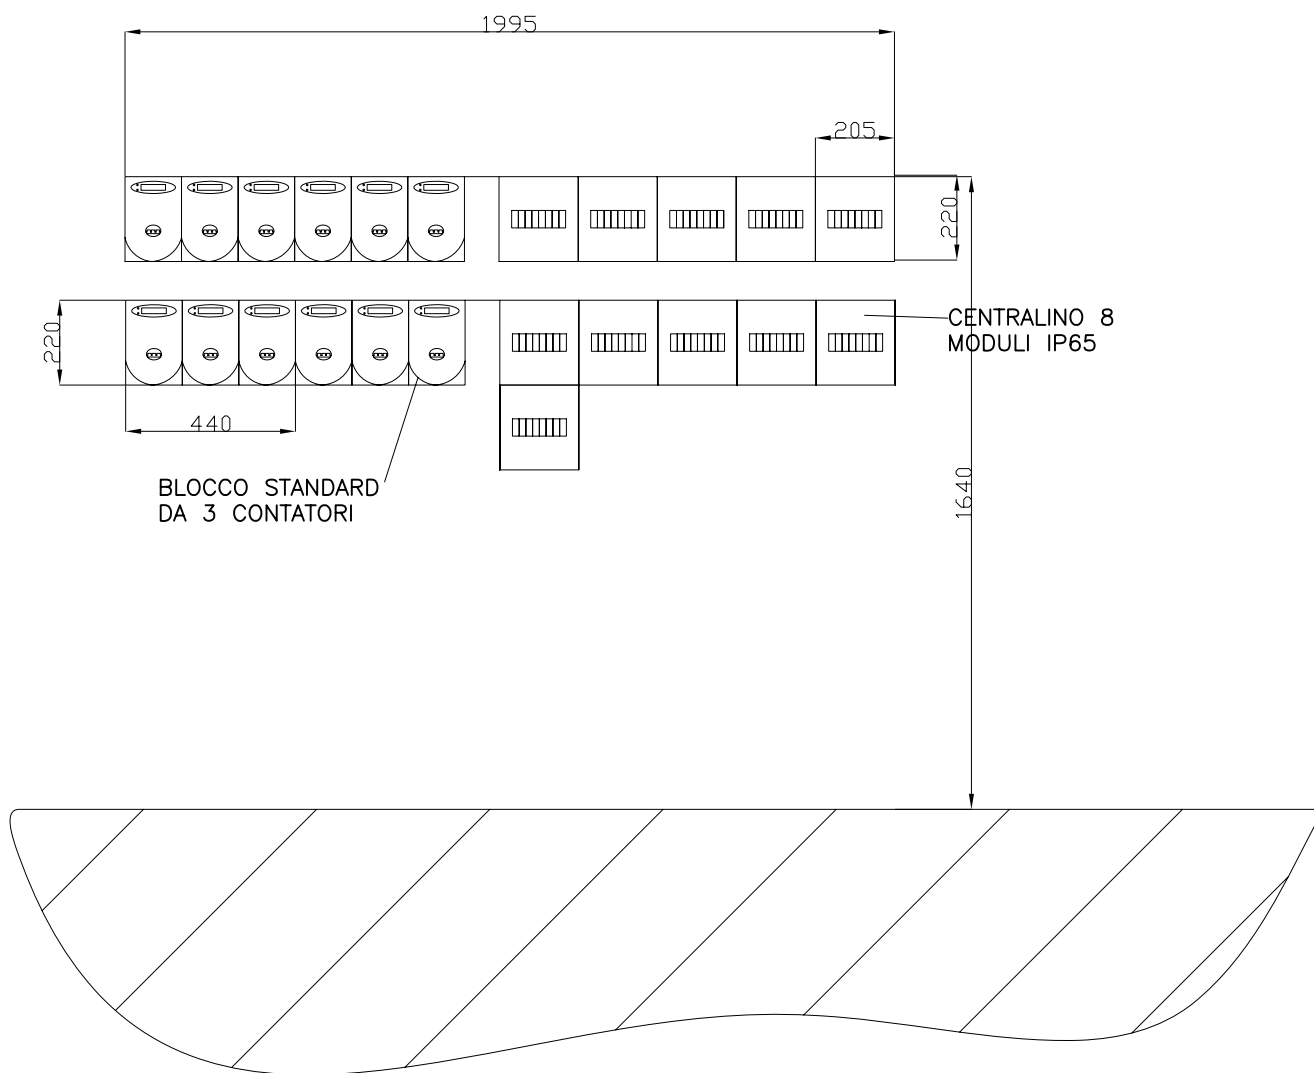 1995
205
220
220
CENTRALINO 8
MODULI IP65
440
BLOCCO STANDARD
DA 3 CONTATORI
1640